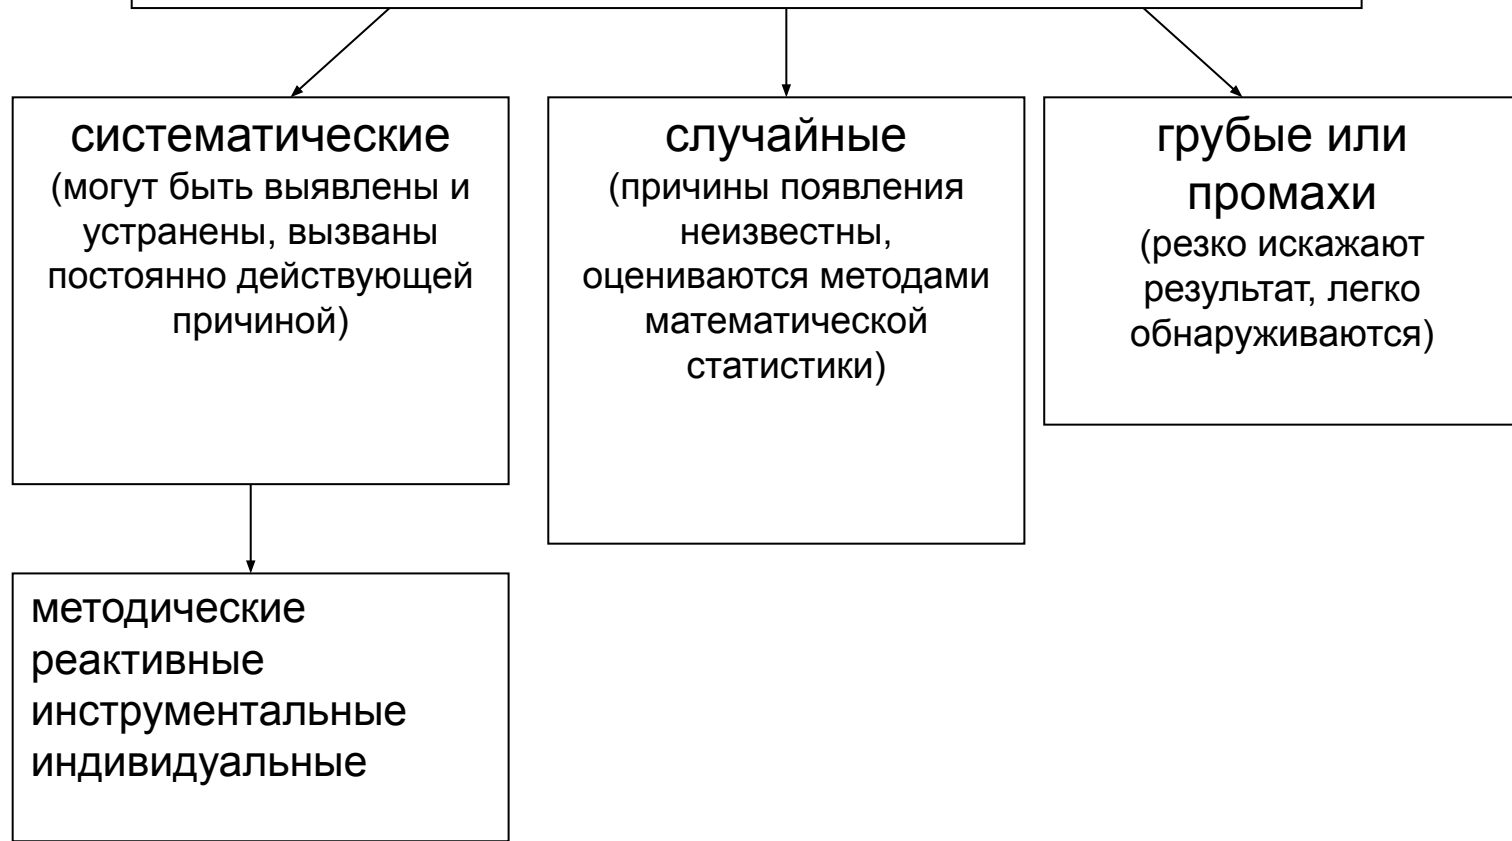 систематические
(могут быть выявлены и
устранены, вызваны
постоянно действующей
причиной)
случайные
(причины появления
неизвестны,
оцениваются методами
математической
статистики)
грубые или
промахи
(резко искажают
результат, легко
обнаруживаются)
методические
реактивные
инструментальные
индивидуальные